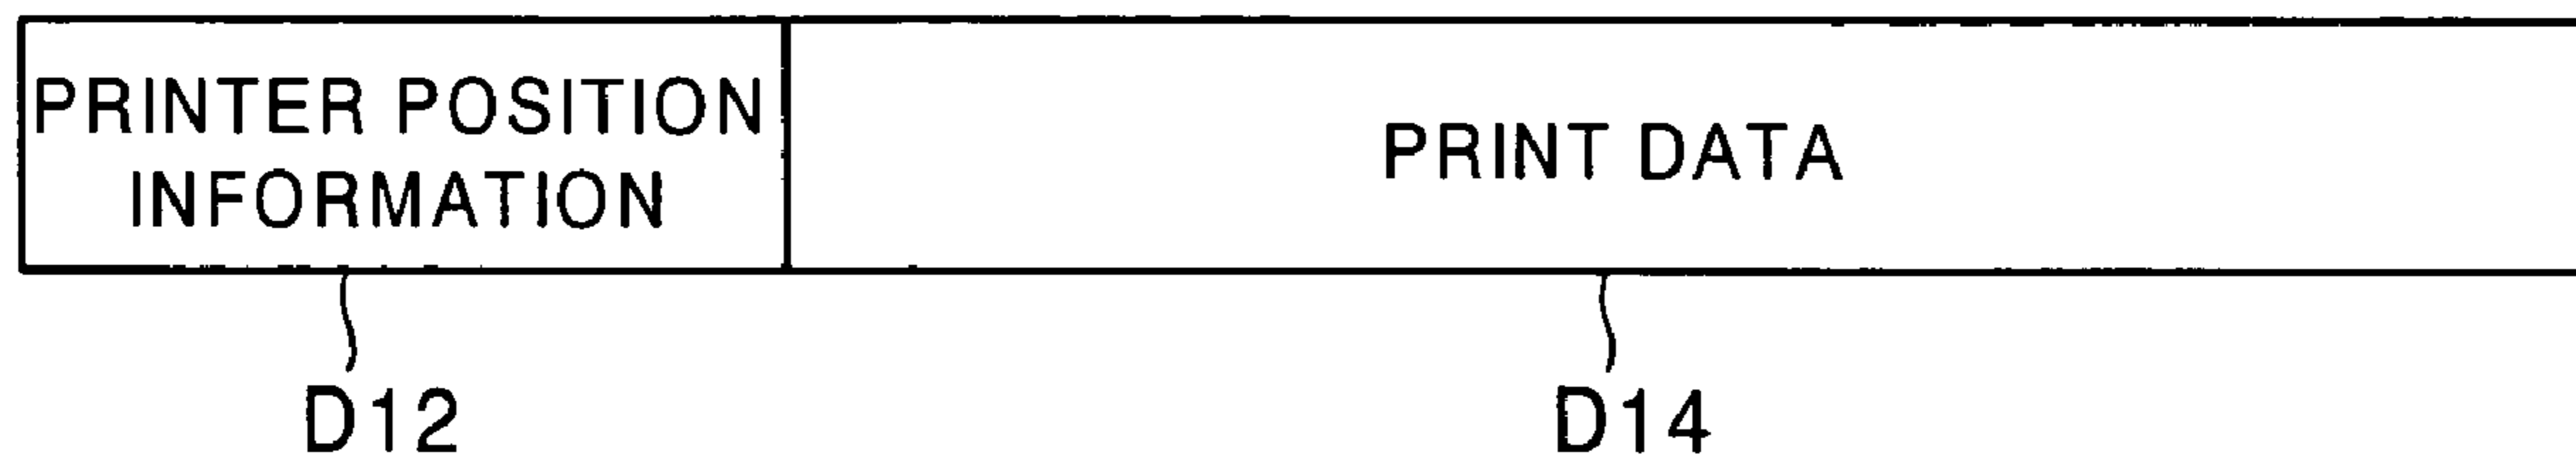 PRINTER POSITION
INFORMATION
PRINT DATA
D12
D14